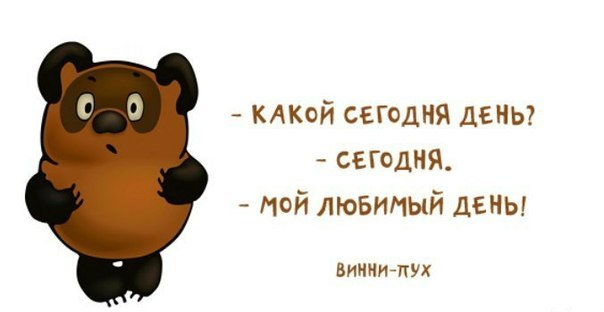 - КАКОЙ СЕГОДНЯ ДЕНЬ?
- СЕГОДНЯ.
- МОЙ ЛЮБИМЫЙ ДЕНЬ!
ВИННИ-ПУХ